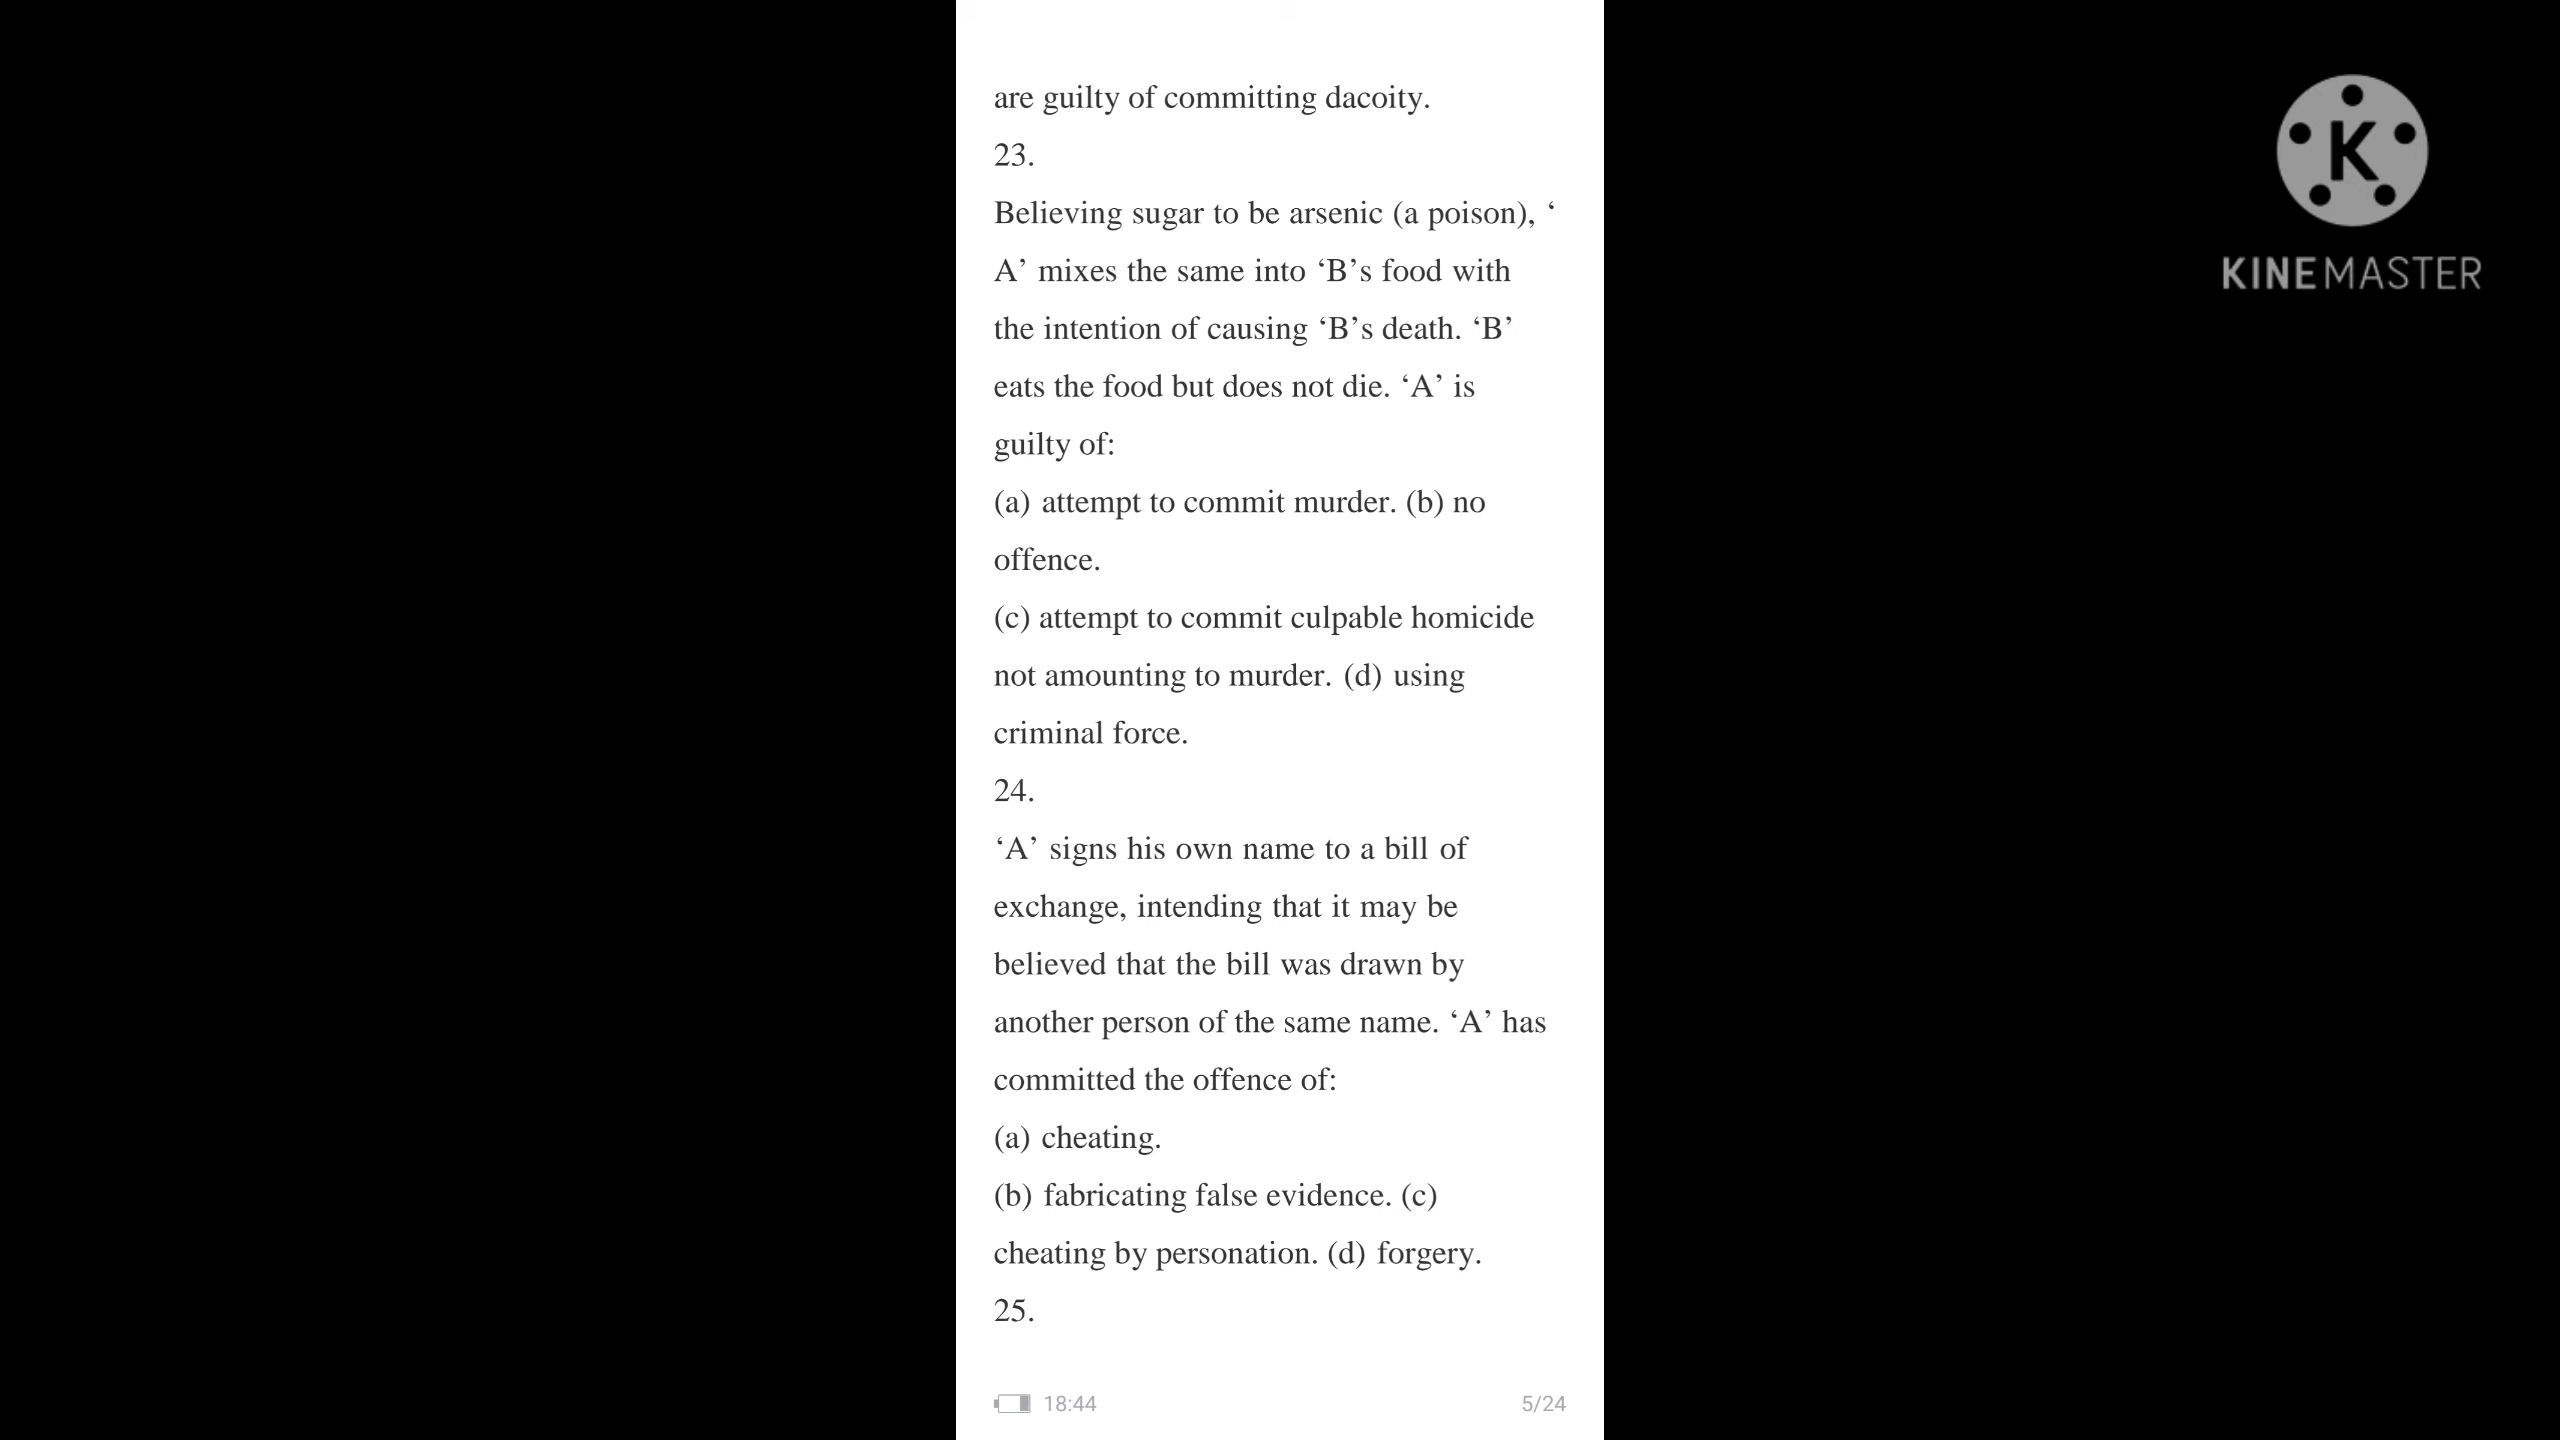 are guilty of committing dacoity.
23.
Believing sugar to be arsenic (a poison), ‘
A’ mixes the same into ‘B’s food with
the intention of causing ‘B’s death. ‘B’
eats the food but does not die. ‘A’ is
guilty of:
(a) attempt to commit murder. (b) no
offence.
(c) attempt to commit culpable homicide
not amounting to murder. (d) using
criminal force.
24.
‘A’ signs his own name to a bill of
exchange, intending that it may be
believed that the bill was drawn by
another person of the same name. ‘A’ has
committed the offence of:
(a) cheating.
(b) fabricating false evidence. (c)
cheating by personation. (d) forgery.
25.
18:44 5/24
K
KINEMASTER